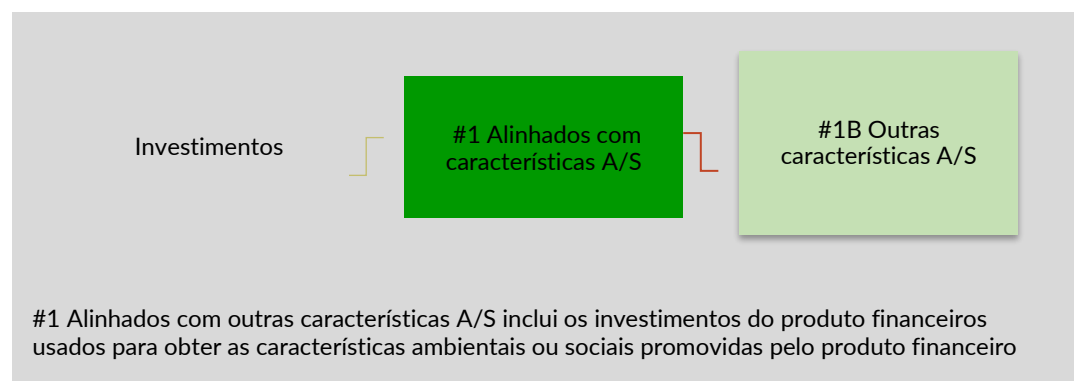 Investimentos
#1 Alinhados com
características A/S
#1B Outras
características A/S
#1 Alinhados com outras características A/S inclui os investimentos do produto financeiros
usados para obter as características ambientais ou sociais promovidas pelo produto financeiro